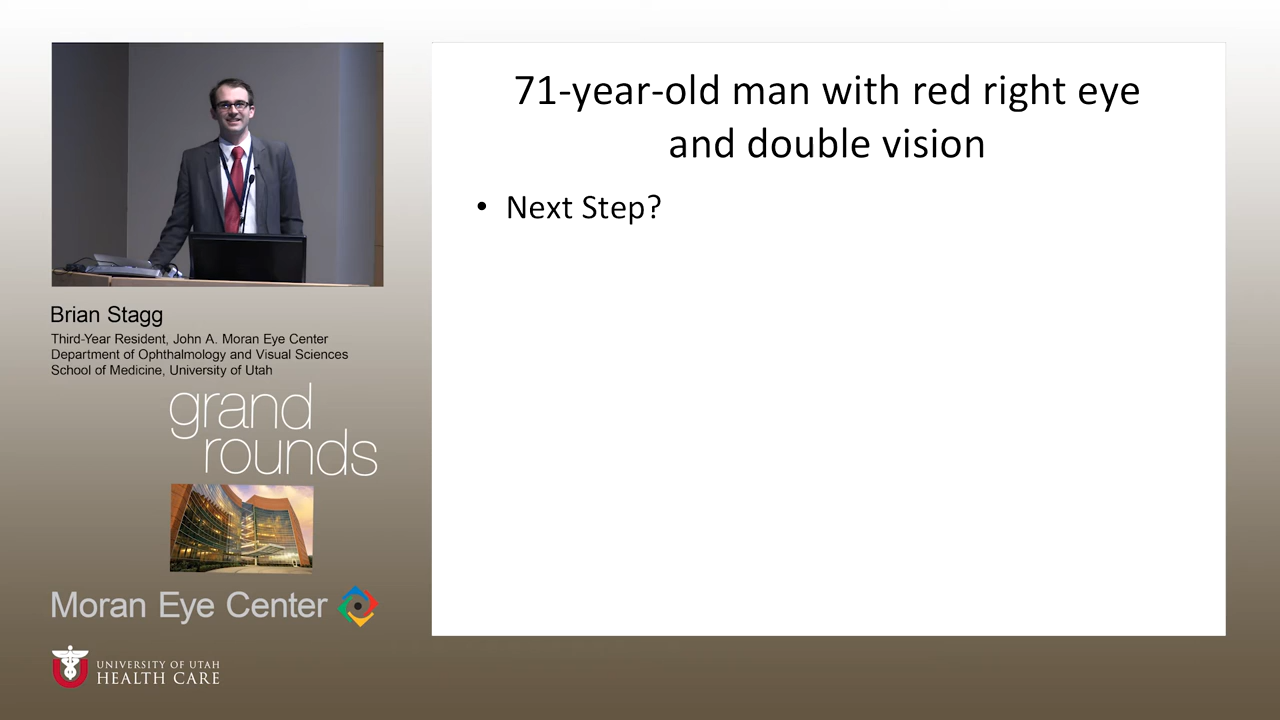 71-year-old man with red right eye
and double vision
• Next Step?
Brian Stagg
Third-Year Resident, John A. Moran Eye Center
Department of Ophthalmology and Visual Sciences
School of Medicine, University of Utah
grand
rounds
Moran Eye Center
UNIVERSITY OF UTAH
HEALTH CARE